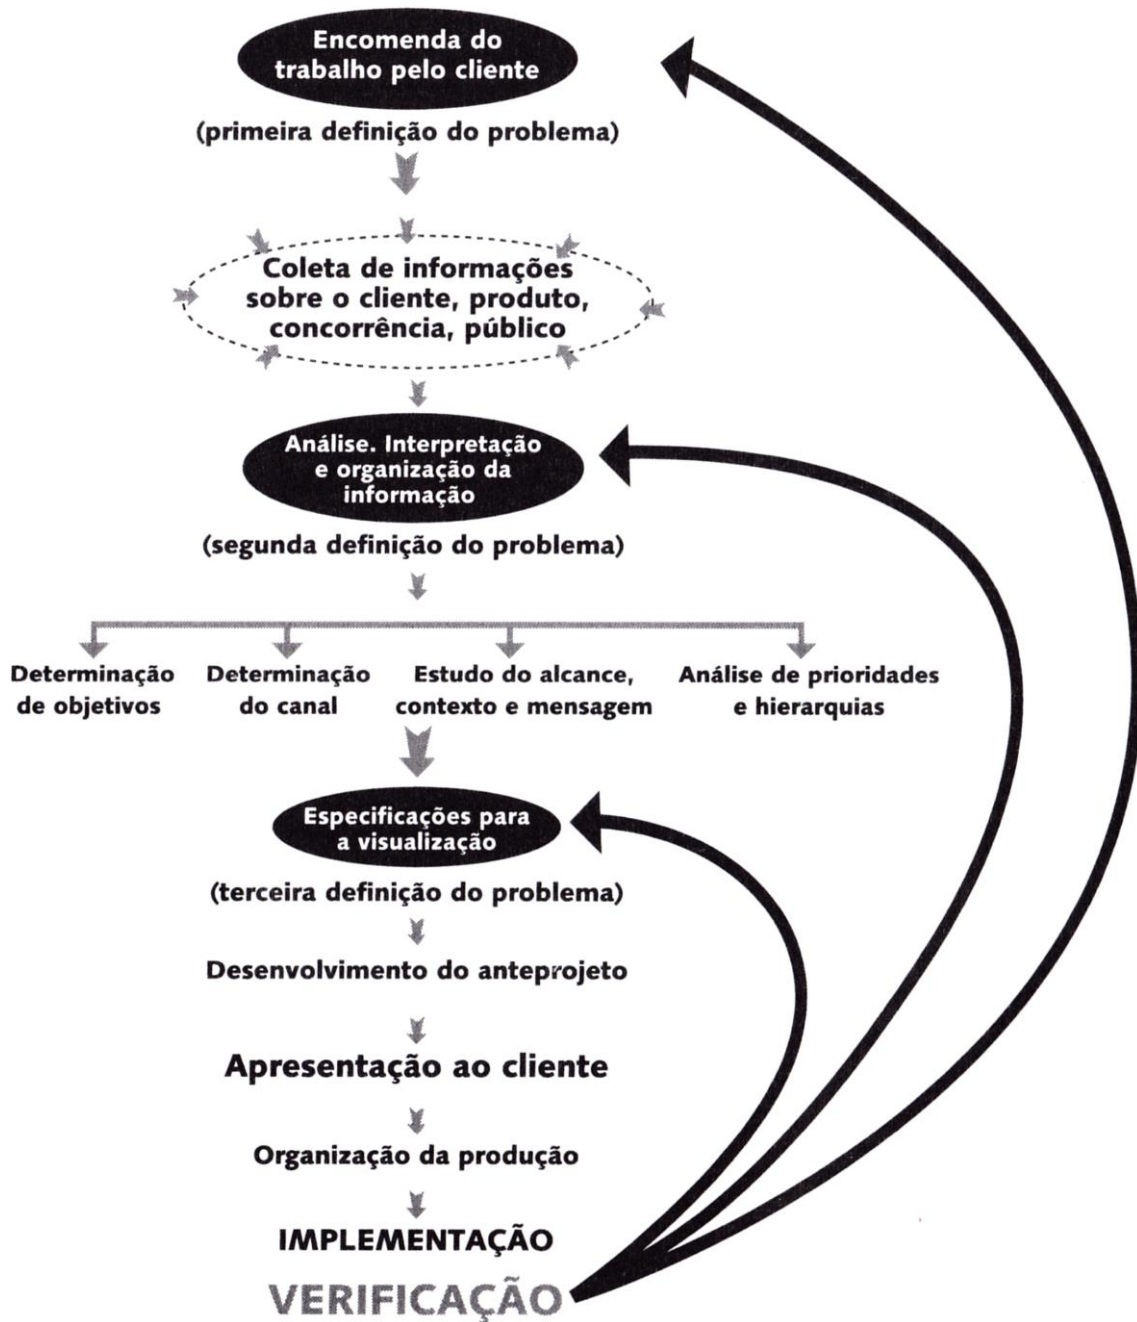 Encomenda do
trabalho pelo cliente
(primeira definição do problema)
Coleta de informações
sobre o cliente, produto,
concorrência, público
Análise. Interpretação
e organização da
informação
(segunda definição do problema)
Determinação
de objetivos
Determinação
do canal
Estudo do alcance,
contexto e mensagem
Análise de prioridades
e hierarquias
Especificações para
a visualização
(terceira definição do problema)
Desenvolvimento do anteprojeto
Apresentação ao cliente
Organização da produção
IMPLEMENTAÇÃO
VERIFICAÇÃO